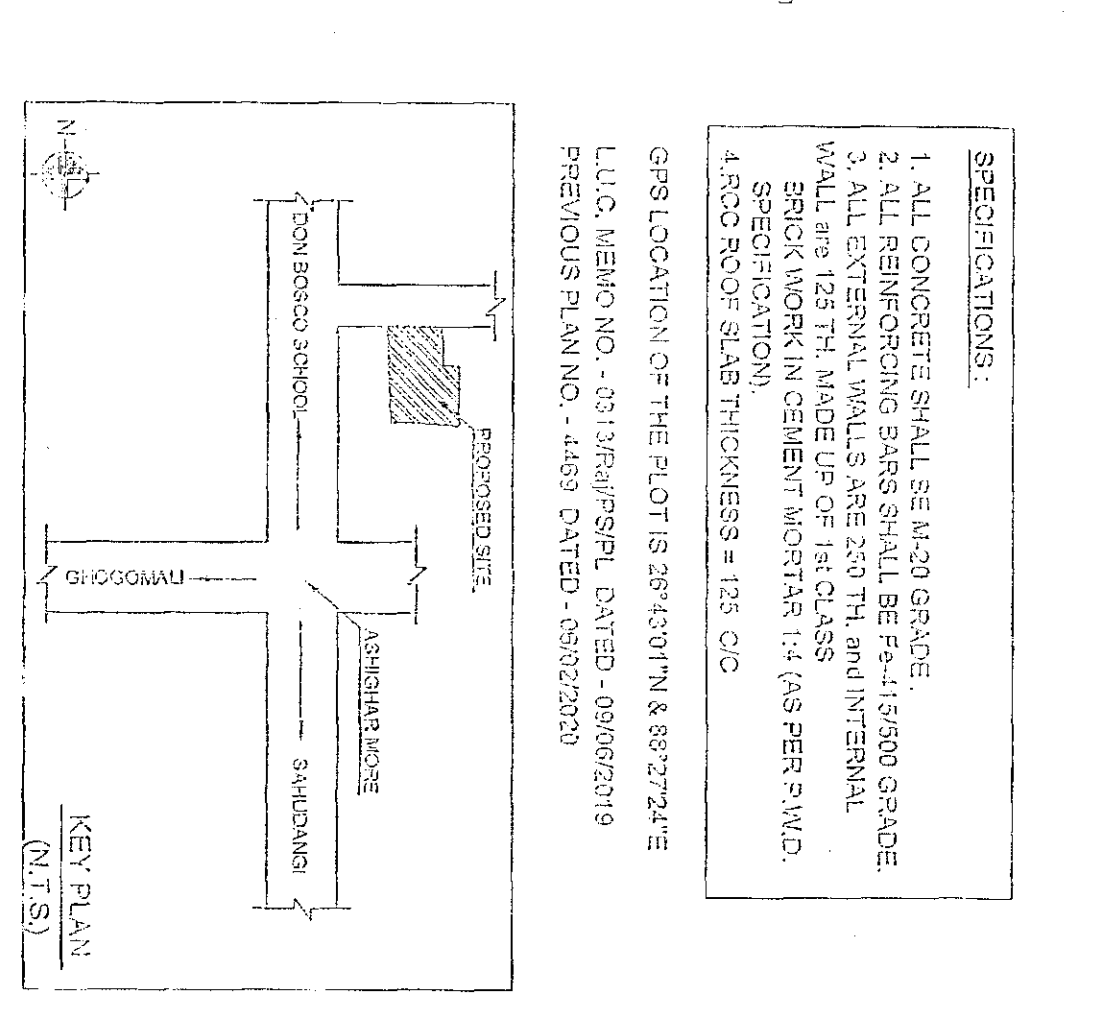 SPECIFICATIONS :
1. ALL CONCRETE SHALL BE M-20 GRADE .
2. ALL REINFORCING BARS SHALL BE Fe-415/500 GRADE.
3. ALL EXTERNAL WALLS ARE 250 TH. and INTERNAL
WALL are 125 TH. MADE UP OF 1st CLASS
BRICK WORK IN CEMENT MORTAR 1:4 (AS PER P.W.D.
SPECIFICATION).
4.RCC ROOF SLAB THICKNESS = 125 C/C
GPS LOCATION OF THE PLOT IS 26°43'01"N & 88°27'24"E
L.U.C. MEMO NO. - 0313/Raj/PS/PL DATED - 09/06/2019
PREVIOUS PLAN NO. - 4469 DATED - 06/02/2020
PROPOSED SITE
DON BOSCO SCHOOL
ASHIGHAR MORE
SAHUDANGI
GHOGOMALI
N
KEY PLAN
(N.T.S.)